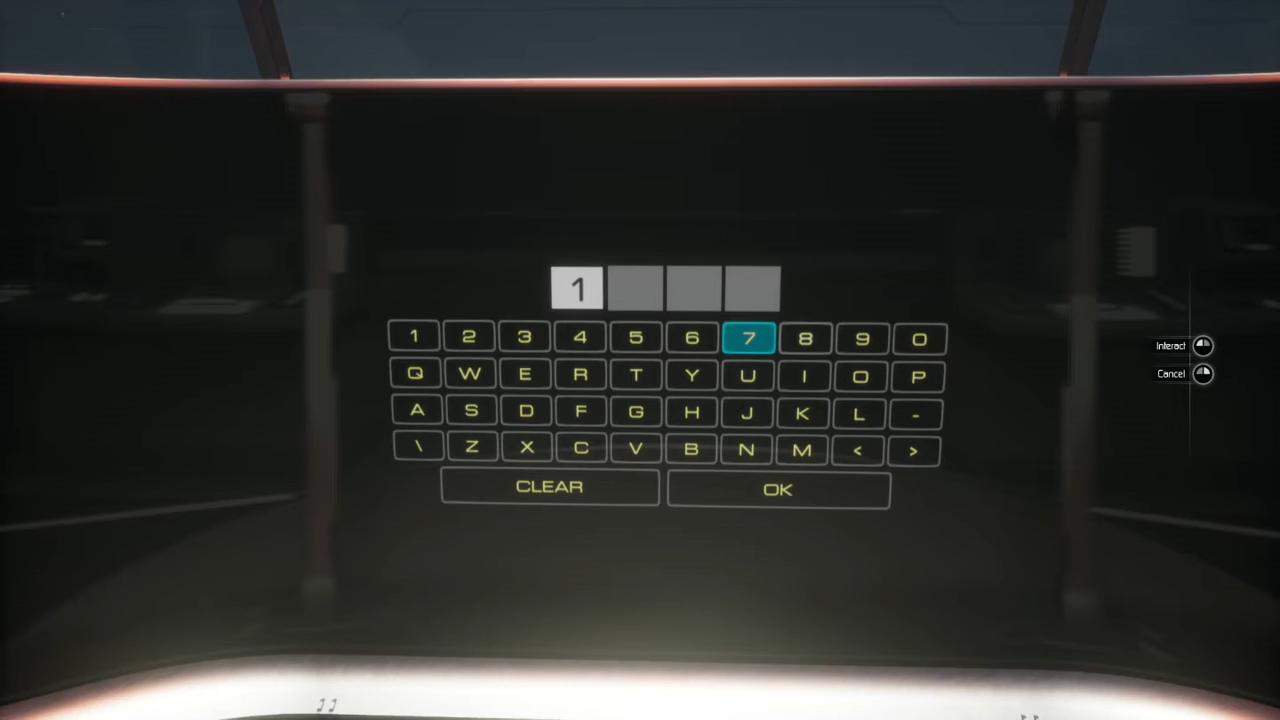 1
1 2 3 4 5 6 7 8 9 0
Q W E R T Y U I O P
Interact
A S D F G H J K L -
Cancel
\ Z X C V B N M < >
CLEAR OK